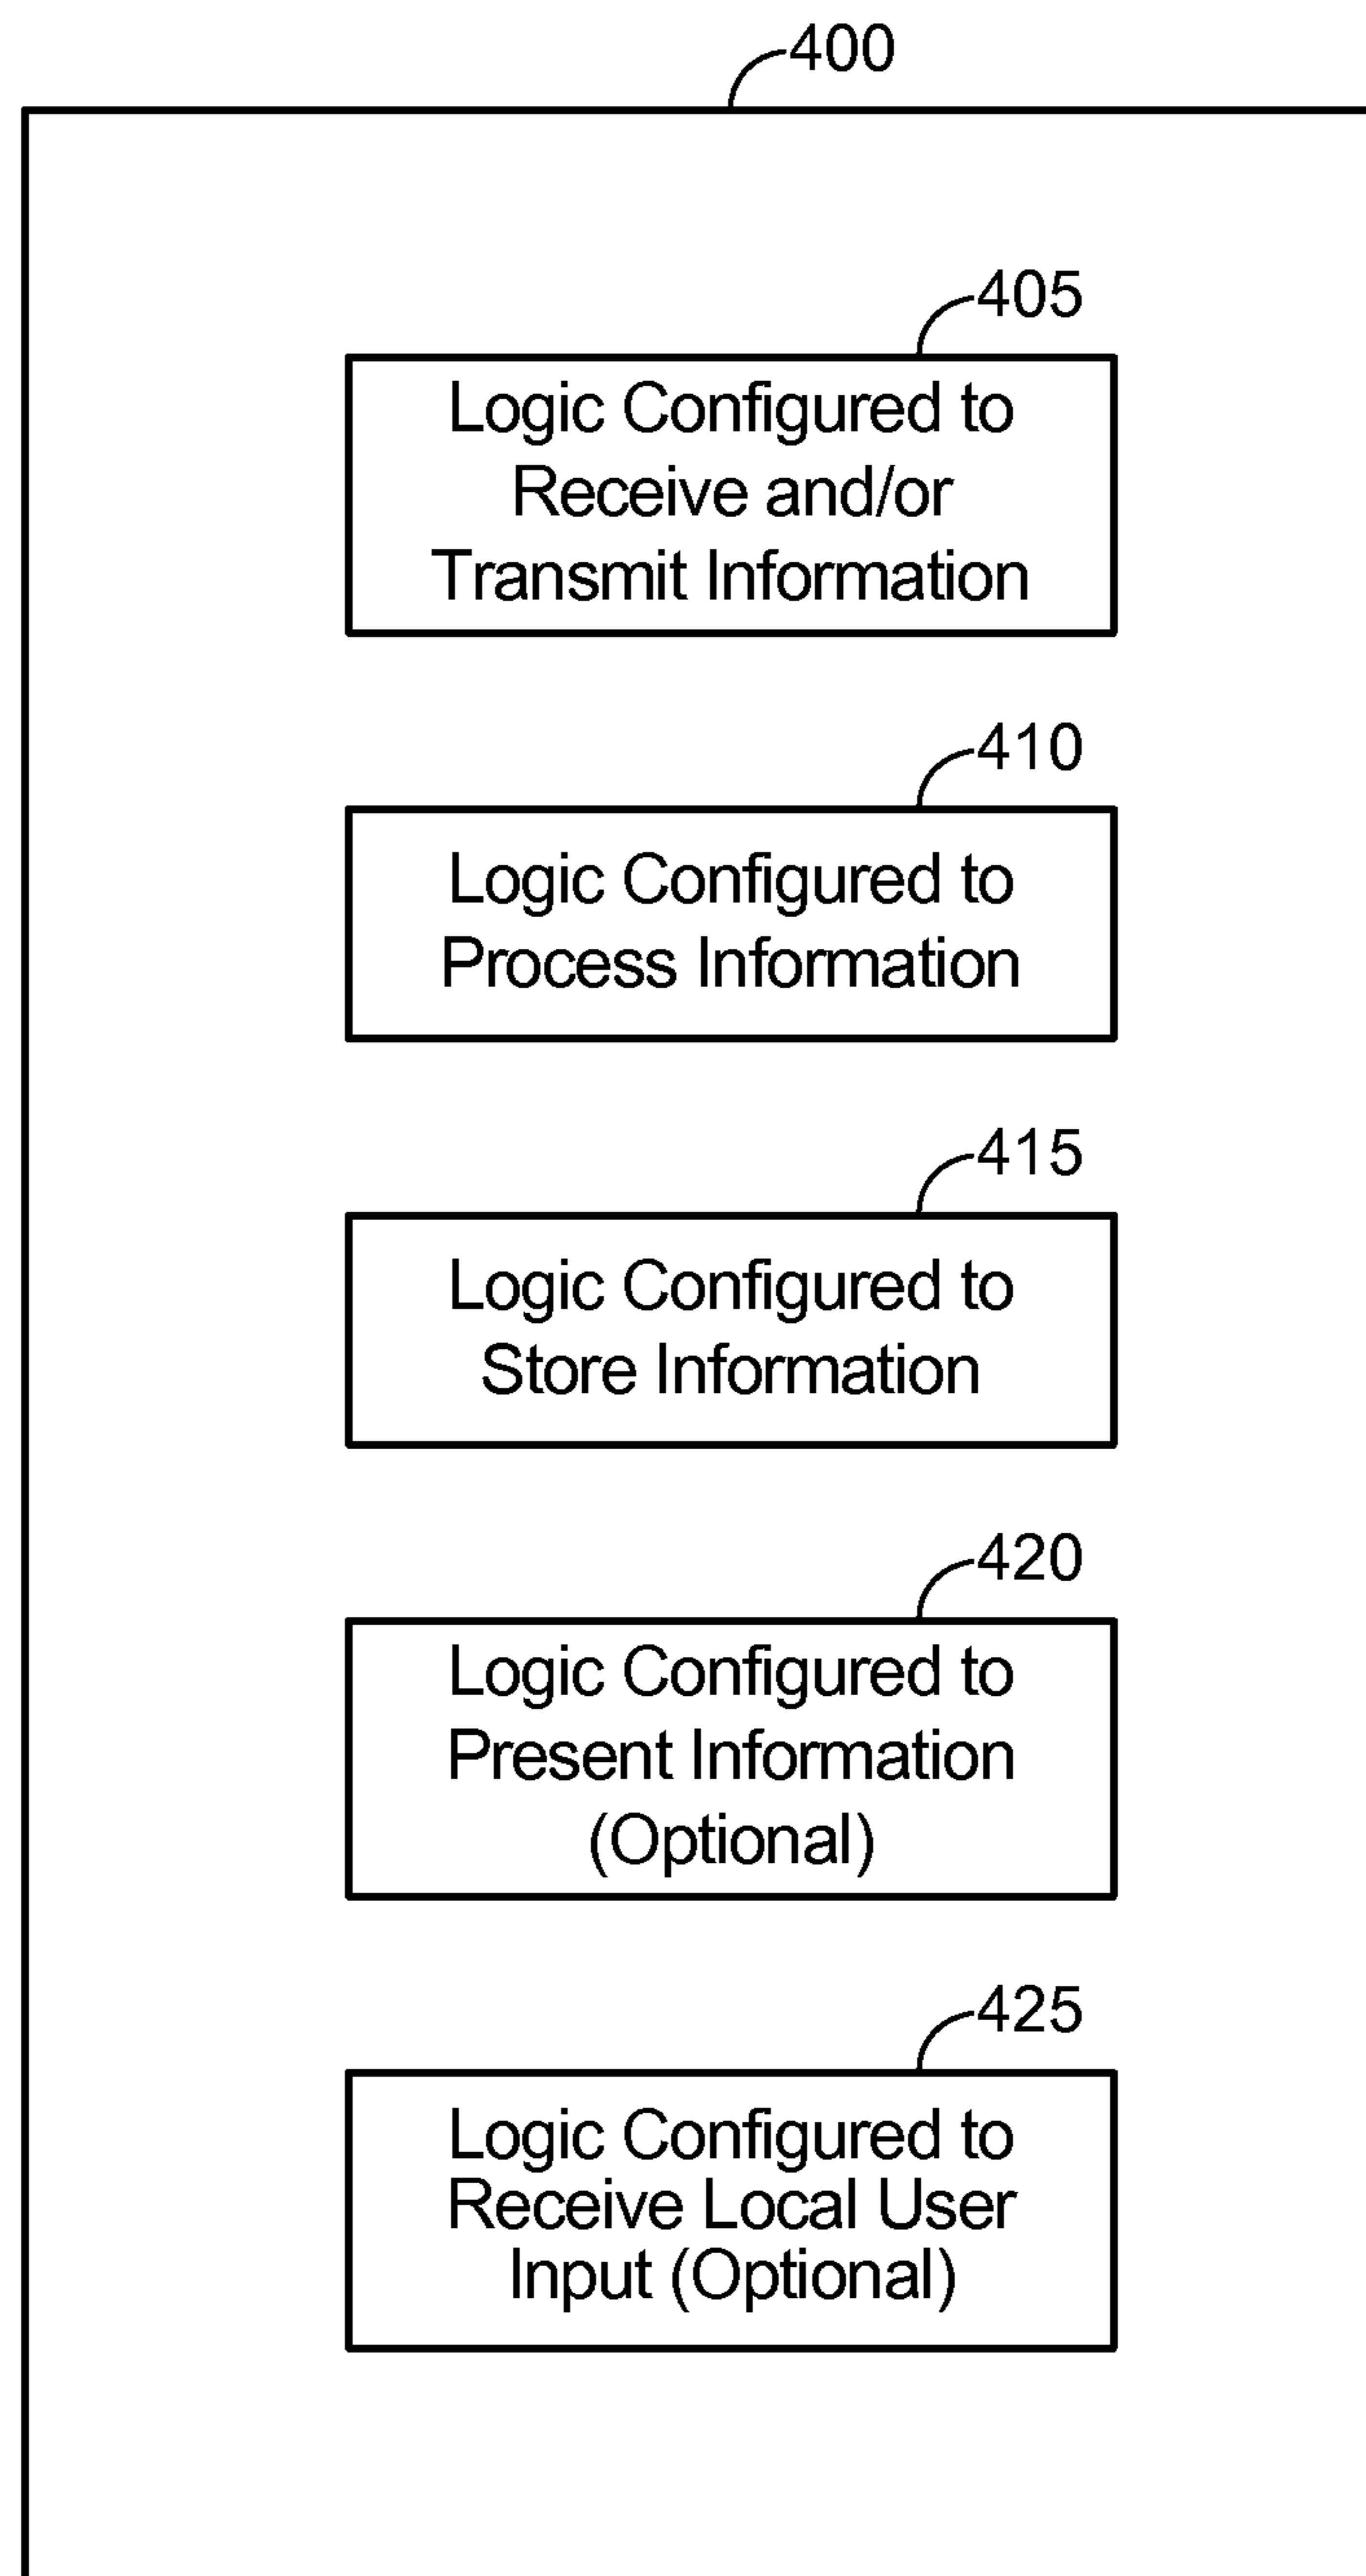 400
405
Logic Configured to
Receive and/or
Transmit Information
410
Logic Configured to
Process Information
415
Logic Configured to
Store Information
420
Logic Configured to
Present Information
(Optional)
425
Logic Configured to
Receive Local User
Input (Optional)